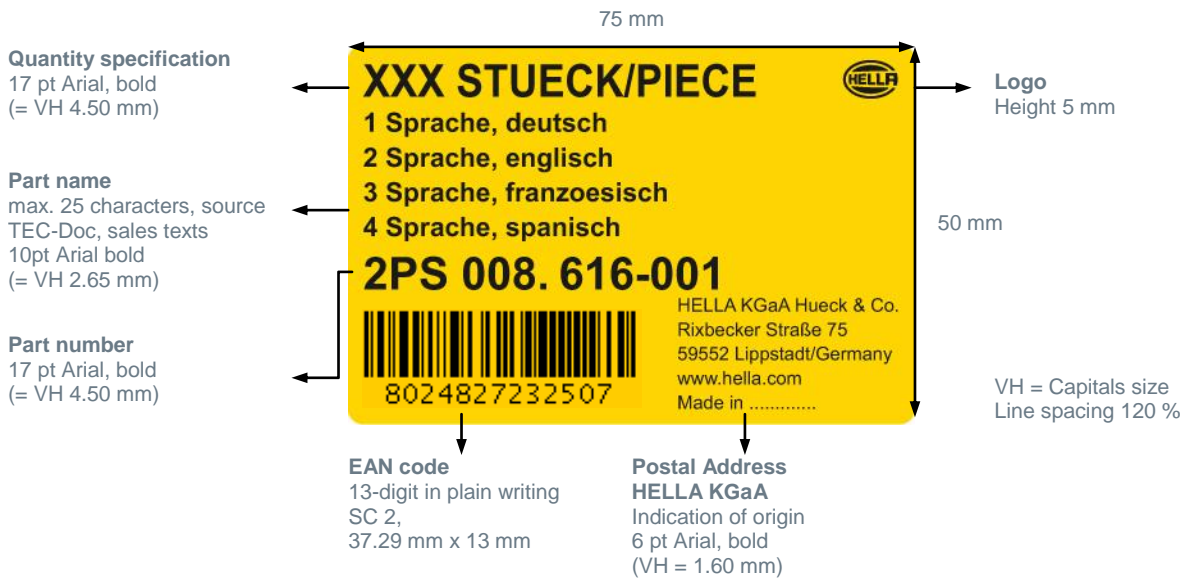 75 mm
Quantity specification
17 pt Arial, bold
(= VH 4.50 mm)
Part name
max. 25 characters, source
TEC-Doc, sales texts
10pt Arial bold
(= VH 2.65 mm)
Part number
17 pt Arial, bold
(= VH 4.50 mm)
XXX STUECK/PIECE
HELLA
1 Sprache, deutsch
2 Sprache, englisch
3 Sprache, franzoesisch
4 Sprache, spanisch
2PS 008. 616-001
8024827232507
HELLA KGaA Hueck & Co.
Rixbecker Straße 75
59552 Lippstadt/Germany
www.hella.com
Made in .............
Logo
Height 5 mm
50 mm
VH = Capitals size
Line spacing 120 %
EAN code
13-digit in plain writing
SC 2,
37.29 mm x 13 mm
Postal Address
HELLA KGaA
Indication of origin
6 pt Arial, bold
(VH = 1.60 mm)